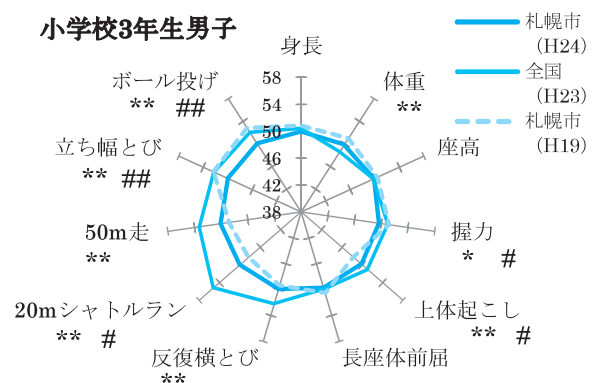 小学校3年生男子
札幌市
（H24）
全国
（H23）
札幌市
（H19）
身長
58
54
50
46
42
38
体重
**
座高
握力
* #
上体起こし
** #
長座体前屈
反復横とび
**
20mシャトルラン
** #
50m走
**
立ち幅とび
** ##
ボール投げ
** ##